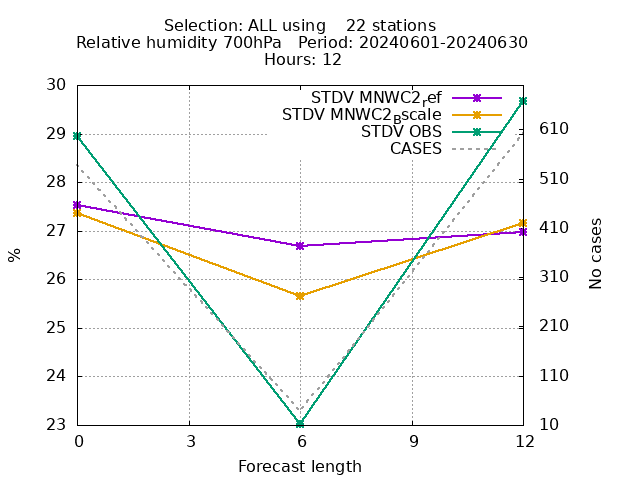 Selection: ALL using 22 stations
Relative humidity 700hPa Period: 20240601-20240630
Hours: 12
STDV MNWC2_ref
STDV MNWC2_Bscale
STDV OBS
CASES
30
29
28
27
26
25
24
23
610
510
410
310
210
110
10
%
No cases
0 3 6 9 12
Forecast length